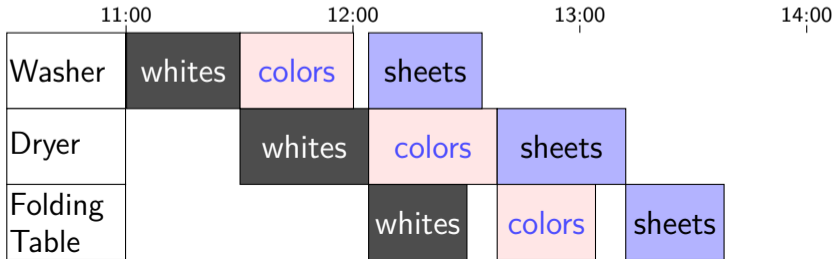 11:00 12:00 13:00 14:00
Washer whites colors sheets
Dryer whites colors sheets
Folding
Table whites colors sheets